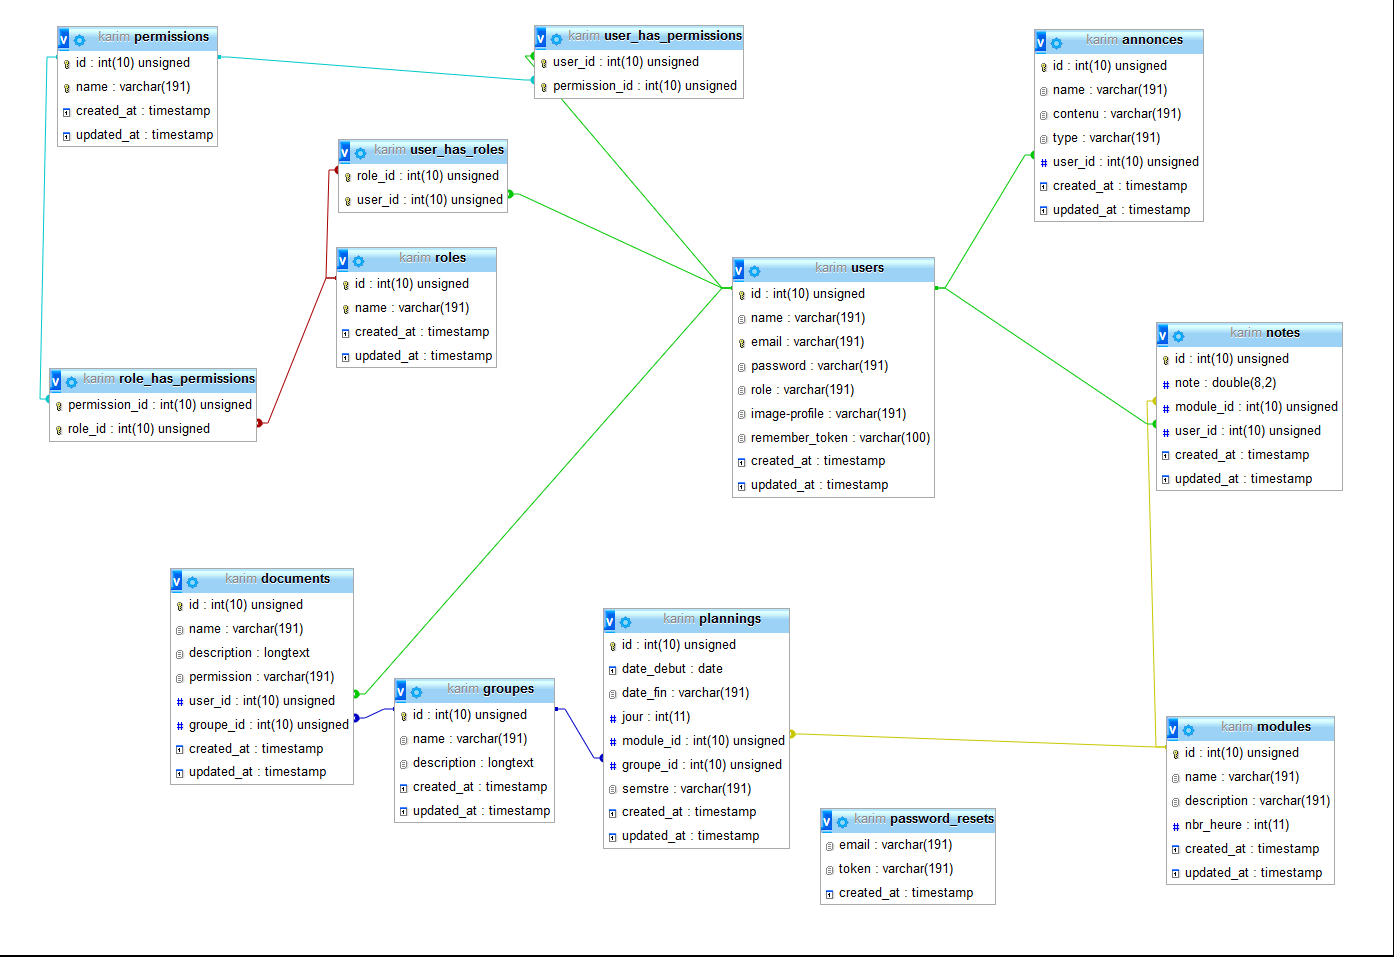 karim permissions
id : int(10) unsigned
name : varchar(191)
created_at : timestamp
updated_at : timestamp
karim user_has_permissions
user_id : int(10) unsigned
permission_id : int(10) unsigned
karim annonces
id : int(10) unsigned
name : varchar(191)
contenu : varchar(191)
type : varchar(191)
user_id : int(10) unsigned
created_at : timestamp
updated_at : timestamp
karim user_has_roles
role_id : int(10) unsigned
user_id : int(10) unsigned
karim roles
id : int(10) unsigned
name : varchar(191)
created_at : timestamp
updated_at : timestamp
karim users
id : int(10) unsigned
name : varchar(191)
email : varchar(191)
password : varchar(191)
role : varchar(191)
image-profile : varchar(191)
remember_token : varchar(100)
created_at : timestamp
updated_at : timestamp
karim notes
id : int(10) unsigned
note : double(8,2)
module_id : int(10) unsigned
user_id : int(10) unsigned
created_at : timestamp
updated_at : timestamp
karim role_has_permissions
permission_id : int(10) unsigned
role_id : int(10) unsigned
karim documents
id : int(10) unsigned
name : varchar(191)
description : longtext
permission : varchar(191)
user_id : int(10) unsigned
groupe_id : int(10) unsigned
created_at : timestamp
updated_at : timestamp
karim groupes
id : int(10) unsigned
name : varchar(191)
description : longtext
created_at : timestamp
updated_at : timestamp
karim plannings
id : int(10) unsigned
date_debut : date
date_fin : varchar(191)
jour : int(11)
module_id : int(10) unsigned
groupe_id : int(10) unsigned
semstre : varchar(191)
created_at : timestamp
updated_at : timestamp
karim modules
id : int(10) unsigned
name : varchar(191)
description : varchar(191)
nbr_heure : int(11)
created_at : timestamp
updated_at : timestamp
karim password_resets
email : varchar(191)
token : varchar(191)
created_at : timestamp